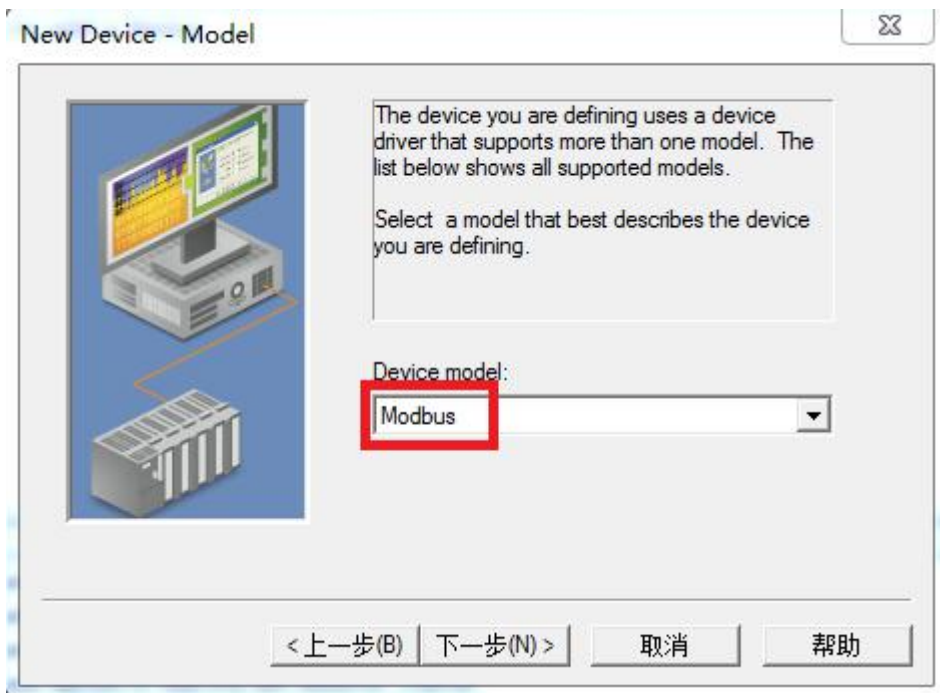 New Device - Model
The device you are defining uses a device
driver that supports more than one model.  The
list below shows all supported models.
Select  a model that best describes the device
you are defining.
Device model:
Modbus
<上一步(B)
下一步(N)>
取消
帮助